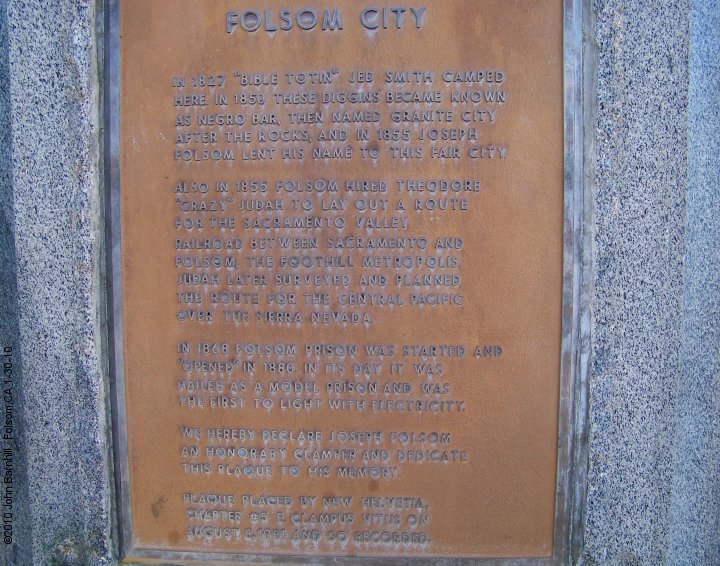 FOLSOM CITY
IN 1827 "BIBLE TOTIN'" JED SMITH CAMPED
HERE. IN 1850 THESE DIGGINS' BECAME KNOWN
AS NEGRO BAR, THEN NAMED GRANITE CITY
AFTER THE ROCKS, AND IN 1855 JOSEPH
FOLSOM LENT HIS NAME TO THIS FAIR CITY.
ALSO IN 1855 FOLSOM HIRED THEODORE
"CRAZY" JUDAH TO LAY OUT A ROUTE
FOR THE SACRAMENTO VALLEY
RAILROAD BETWEEN SACRAMENTO AND
FOLSOM, THE FOOTHILL METROPOLIS.
JUDAH LATER SURVEYED AND PLANNED
THE ROUTE FOR THE CENTRAL PACIFIC
OVER THE SIERRA NEVADA.
IN 1868 FOLSOM PRISON WAS STARTED AND
"OPENED" IN 1880. IN ITS DAY IT WAS
HAILED AS A MODEL PRISON AND WAS
THE FIRST TO LIGHT WITH ELECTRICITY.
WE HEREBY DECLARE JOSEPH FOLSOM
AN HONORARY CLAMPER AND DEDICATE
THIS PLAQUE TO HIS MEMORY.
PLAQUE PLACED BY NEW HELVETIA,
CHAPTER #5 E CLAMPUS VITUS ON
AUGUST 8, 1981 AND SO RECORDED.
©2010 John Barnhill, Folsom CA 1-30-10